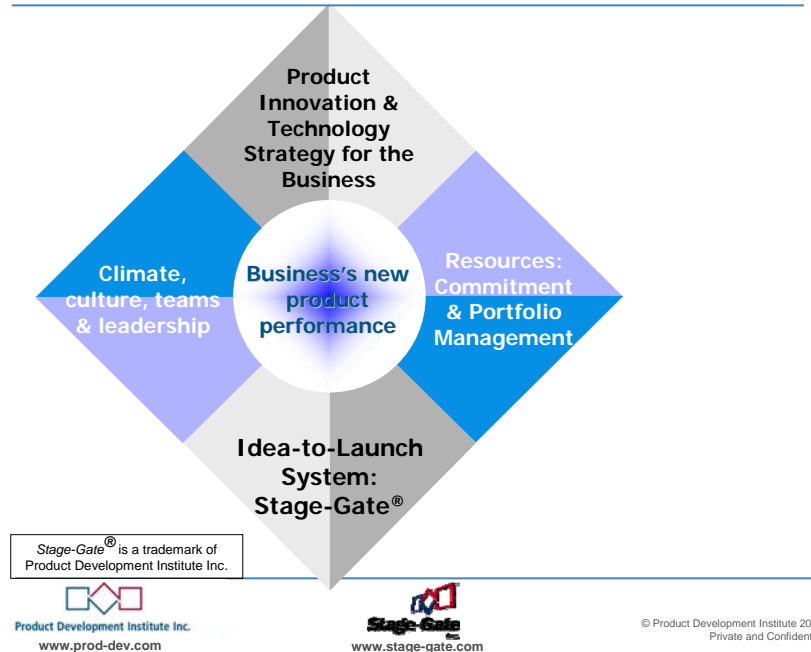 Product
Innovation &
Technology
Strategy for the
Business
Climate,
culture, teams
& leadership
Business's new
product
performance
Resources:
Commitment
& Portfolio
Management
Idea-to-Launch
System:
Stage-Gate®
Stage-Gate® is a trademark of
Product Development Institute Inc.
Product Development Institute Inc.
www.prod-dev.com
Stage-Gate
Inc.
www.stage-gate.com
© Product Development Institute 20
Private and Confident